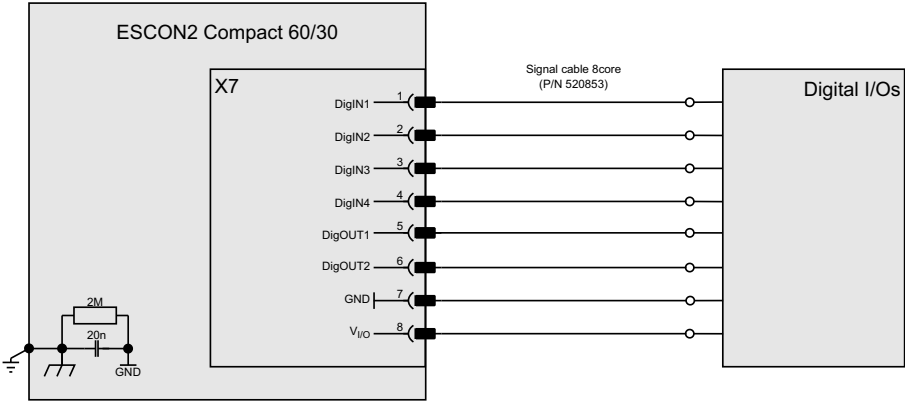 ESCON2 Compact 60/30
Signal cable 8core
(P/N 520853)
X7
Digital I/Os
DigIN1 1
DigIN2 2
DigIN3 3
DigIN4 4
DigOUT1 5
DigOUT2 6
GND 7
VI/O 8
2M
20n
GND